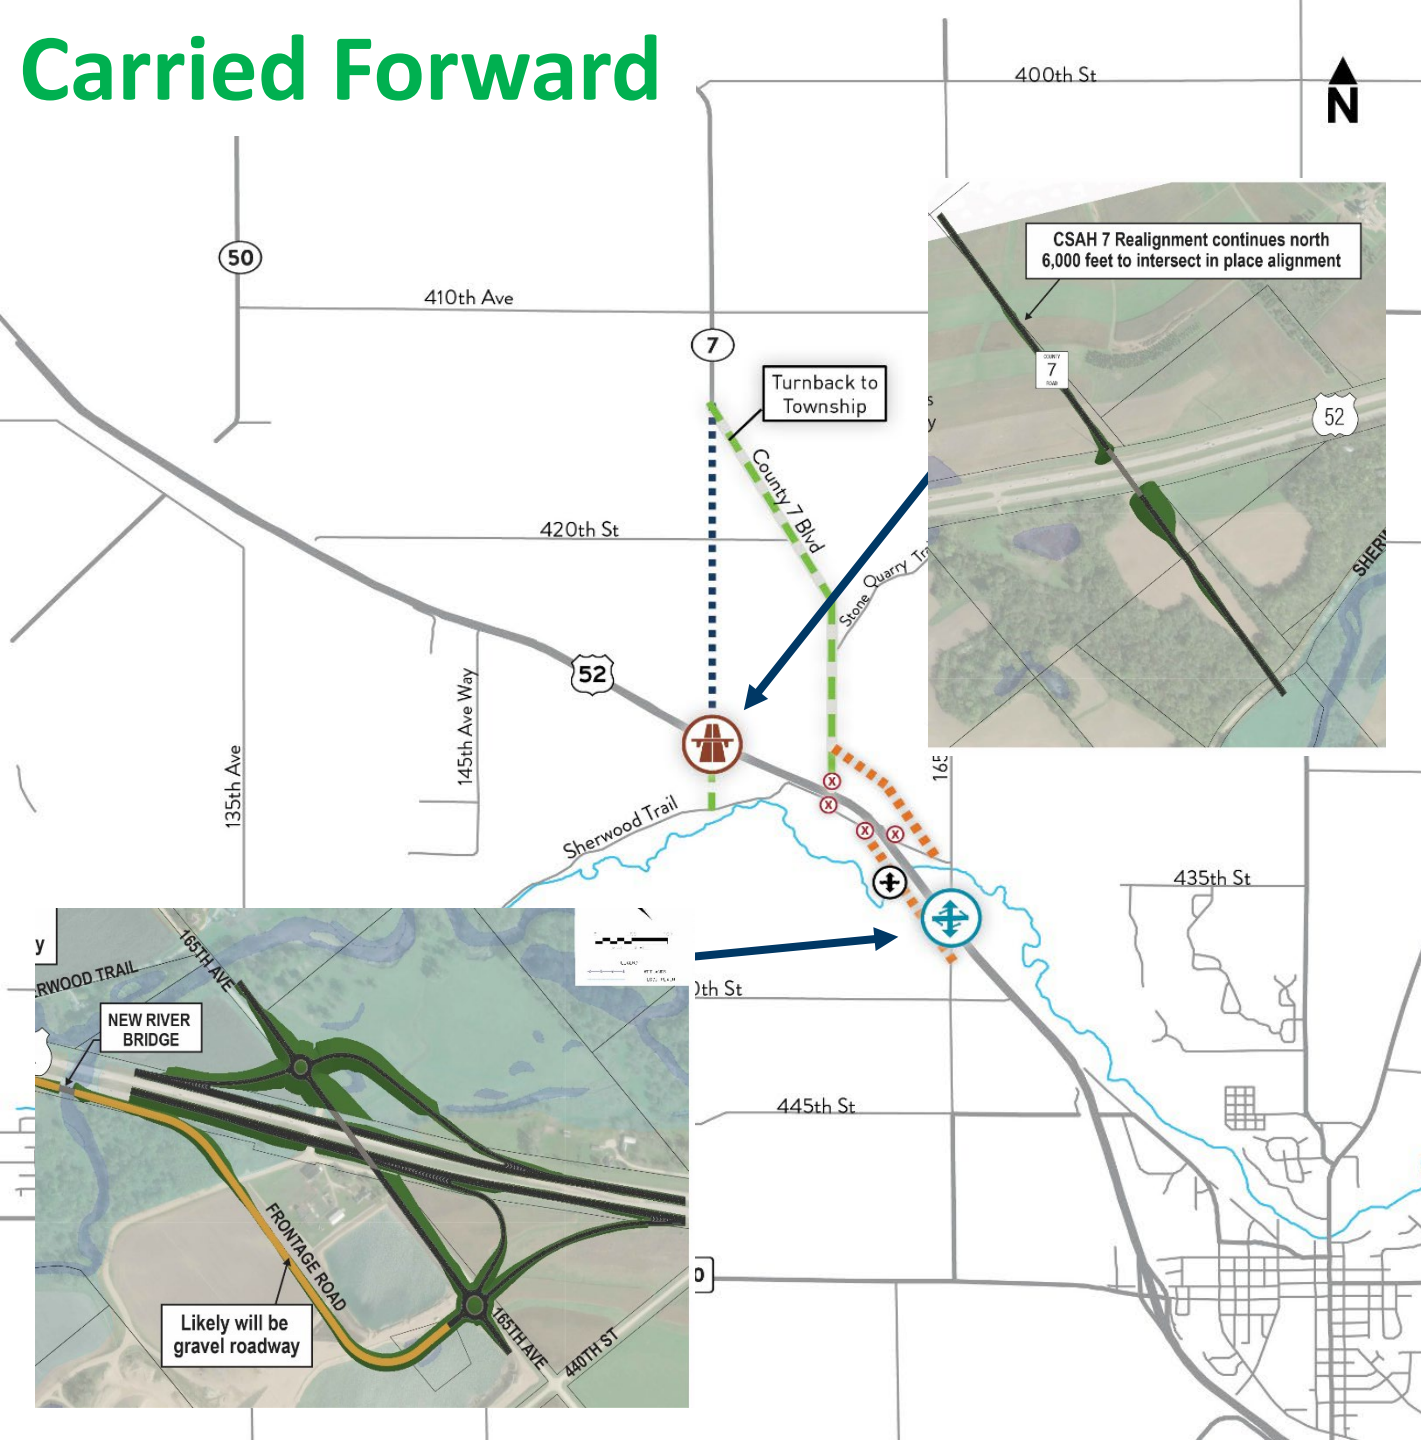 Carried Forward
400th St
N
50
410th Ave
7
Turnback to
Township
County 7 Blvd
420th St
Stone Quarry
52
145th Ave Way
135th Ave
Sherwood Trail
x
x
x
x
435th St
445th St
CSAH 7 Realignment continues north
6,000 feet to intersect in place alignment
COUNTY
7
ROAD
52
165TH AVE
NEW RIVER
BRIDGE
FRONTAGE ROAD
Likely will be
gravel roadway
165TH AVE
440TH ST